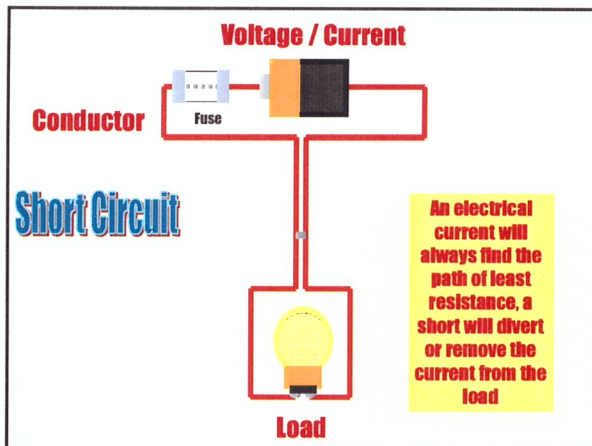 Voltage / Current
Fuse
Conductor
Short Circuit
An electrical
current will
always find the
path of least
resistance, a
short will divert
or remove the
current from the
load
Load